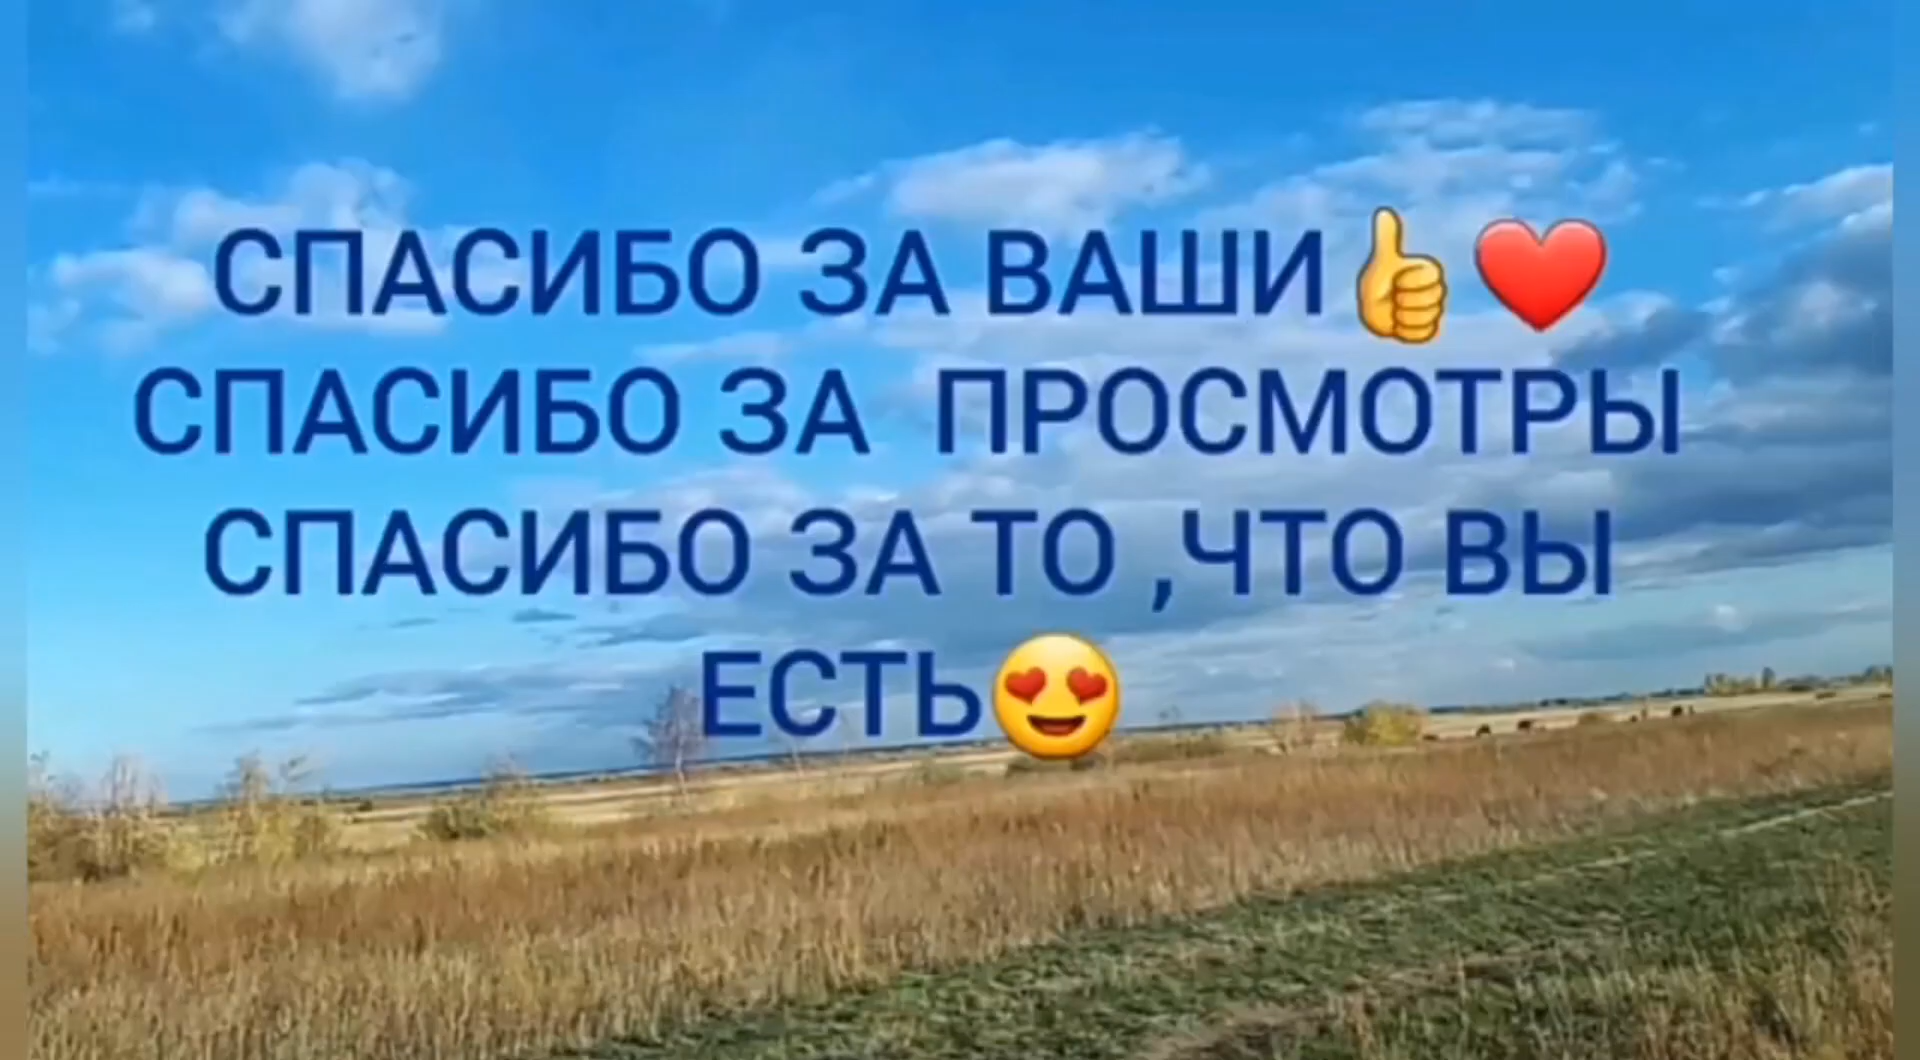 СПАСИБО ЗА ВАШИ👍❤️
СПАСИБО ЗА  ПРОСМОТРЫ
СПАСИБО ЗА ТО ,ЧТО ВЫ
ЕСТЬ😍